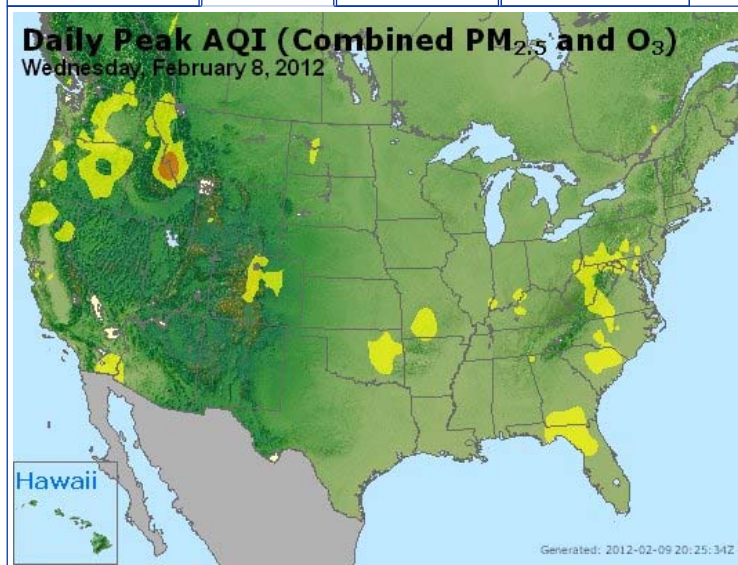 Daily Peak AQI (Combined PM2.5 and O3)
Wednesday, February 8, 2012
Hawaii
Generated: 2012-02-09 20:25:34Z